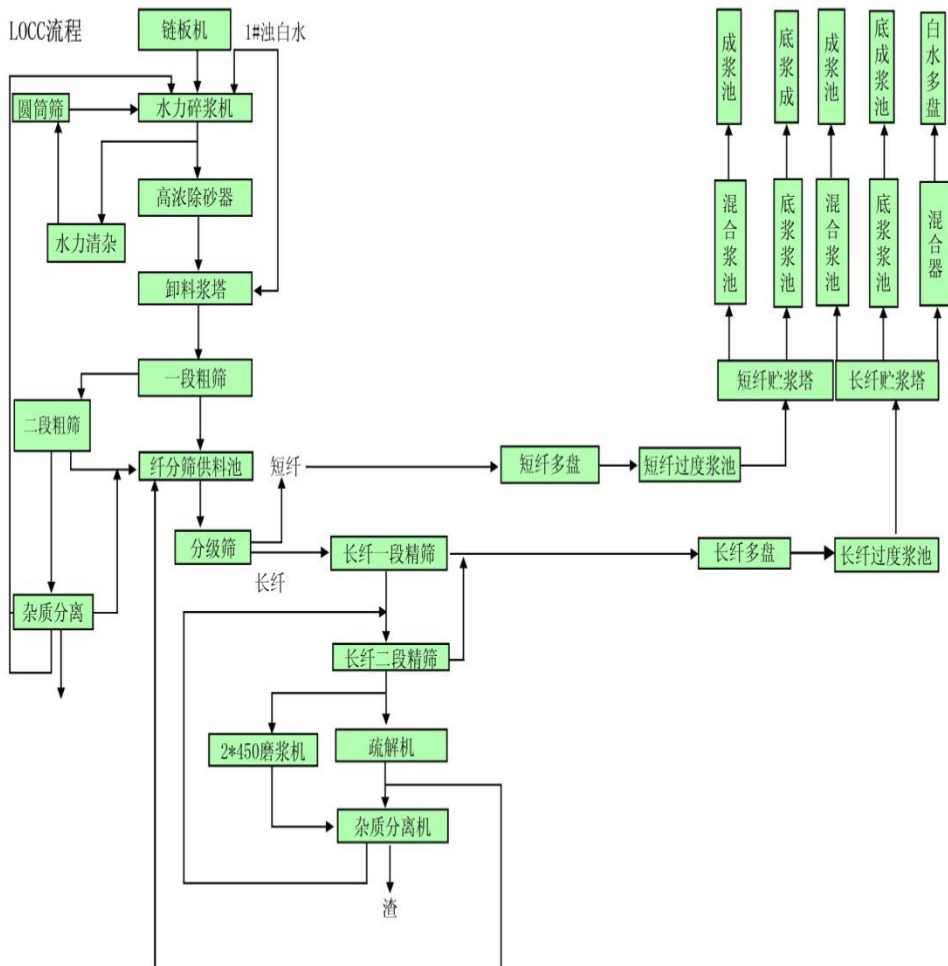 LOCC流程
链板机
1#浊白水
圆筒筛
水力碎浆机
高浓除砂器
水力清杂
卸料浆塔
一段粗筛
二段粗筛
纤分筛供料池
短纤
分级筛
长纤
杂质分离
长纤一段精筛
长纤二段精筛
2*450磨浆机
疏解机
杂质分离机
渣
短纤多盘
短纤过度浆池
长纤多盘
长纤过度浆池
短纤贮浆塔
长纤贮浆塔
成浆池
底浆成
成浆池
底成浆池
白水多盘
混合浆池
底浆浆池
混合浆池
底浆浆池
混合器